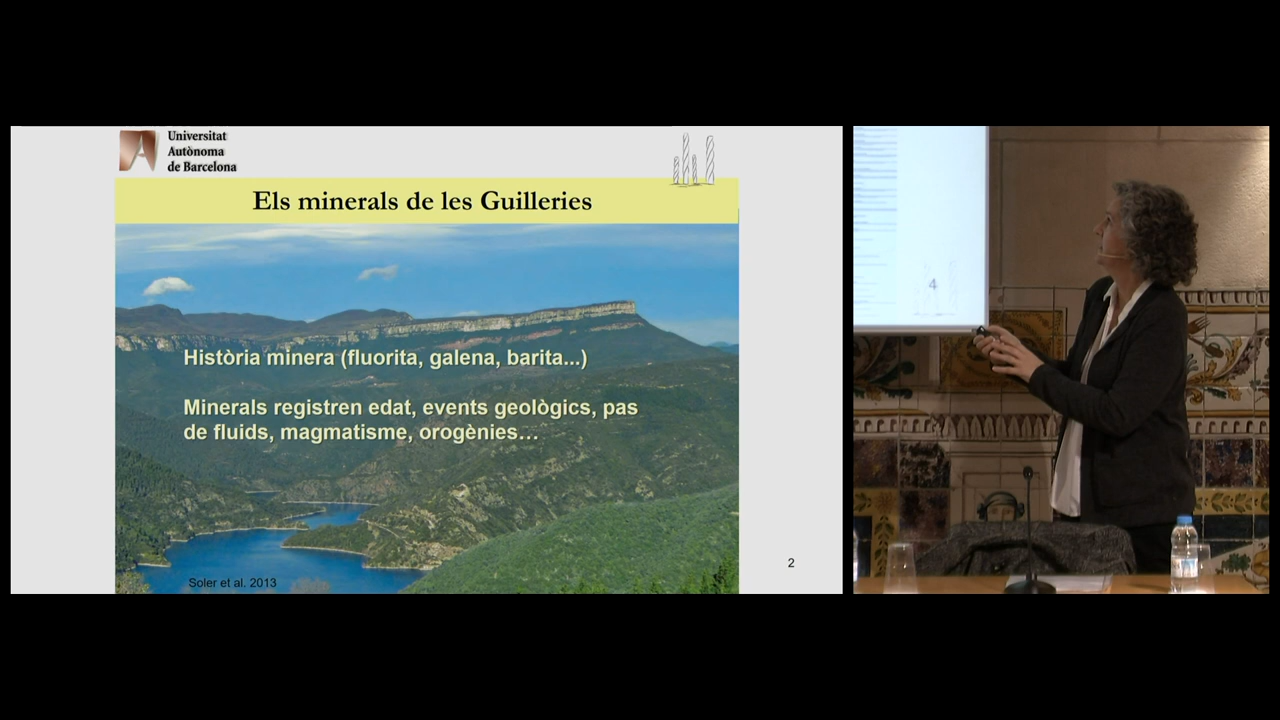 Universitat
Autònoma
de Barcelona
Els minerals de les Guilleries
Història minera (fluorita, galena, barita...)
Minerals registren edat, events geològics, pas
de fluids, magmatisme, orogènies…
Soler et al. 2013
2
4